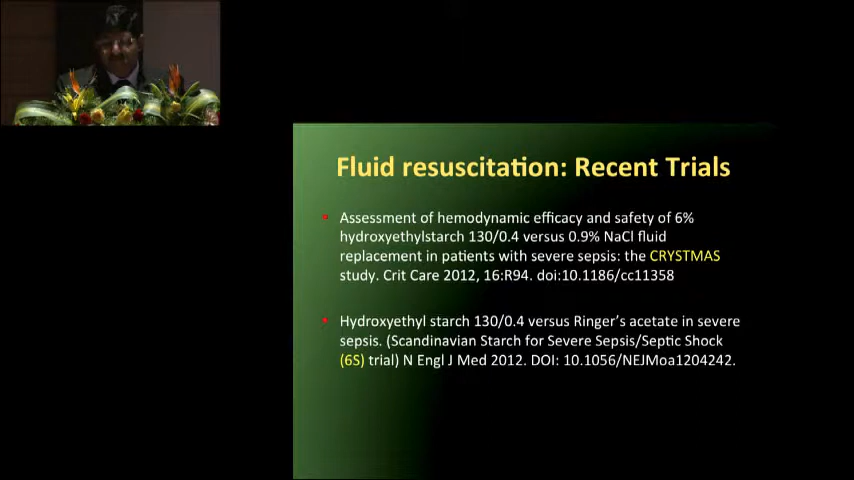 Fluid resuscitation: Recent Trials
Assessment of hemodynamic efficacy and safety of 6%
hydroxyethylstarch 130/0.4 versus 0.9% NaCl fluid
replacement in patients with severe sepsis: the CRYSTMAS
study. Crit Care 2012, 16:R94. doi:10.1186/cc11358
Hydroxyethyl starch 130/0.4 versus Ringer's acetate in severe
sepsis. (Scandinavian Starch for Severe Sepsis/Septic Shock
(6S) trial) N Engl J Med 2012. DOI: 10.1056/NEJMoa1204242.